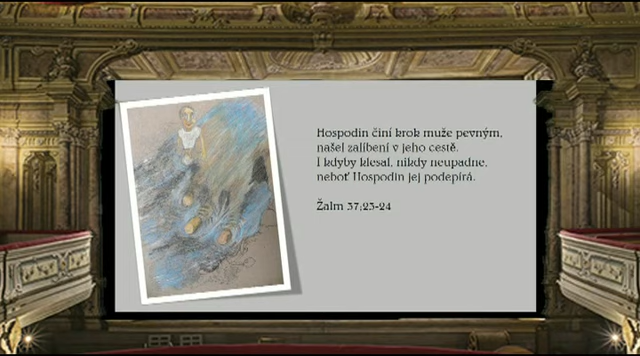 Hospodin činí krok muže pevným,
našel zalíbení v jeho cestě.
I kdyby klesal, nikdy neupadne,
neboť Hospodin jej podepírá.
Žalm 37;23-24